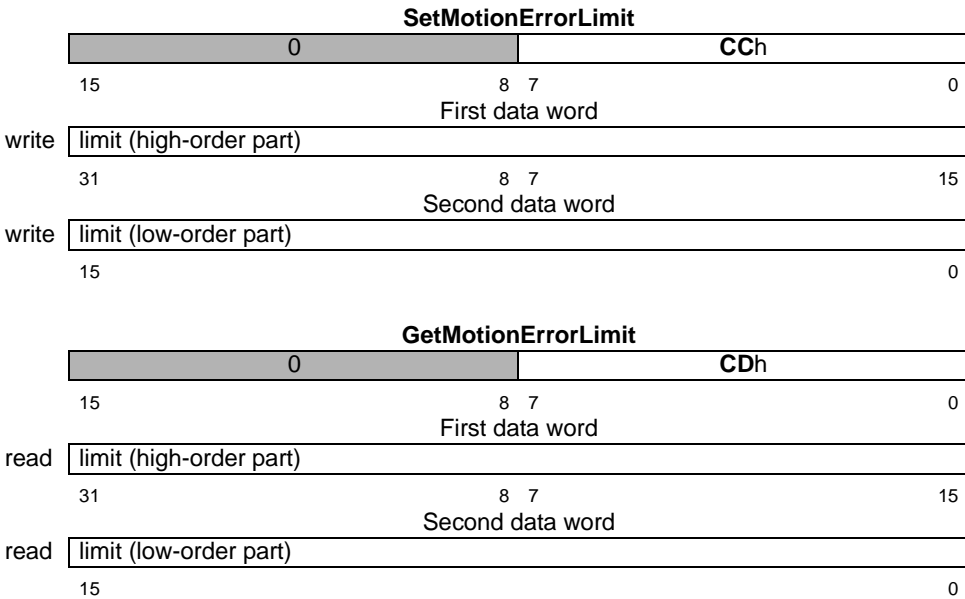 SetMotionErrorLimit
0 CCh
15 8 7 0
First data word
write limit (high-order part)
31 8 7 15
Second data word
write limit (low-order part)
15 0
GetMotionErrorLimit
0 CDh
15 8 7 0
First data word
read limit (high-order part)
31 8 7 15
Second data word
read limit (low-order part)
15 0